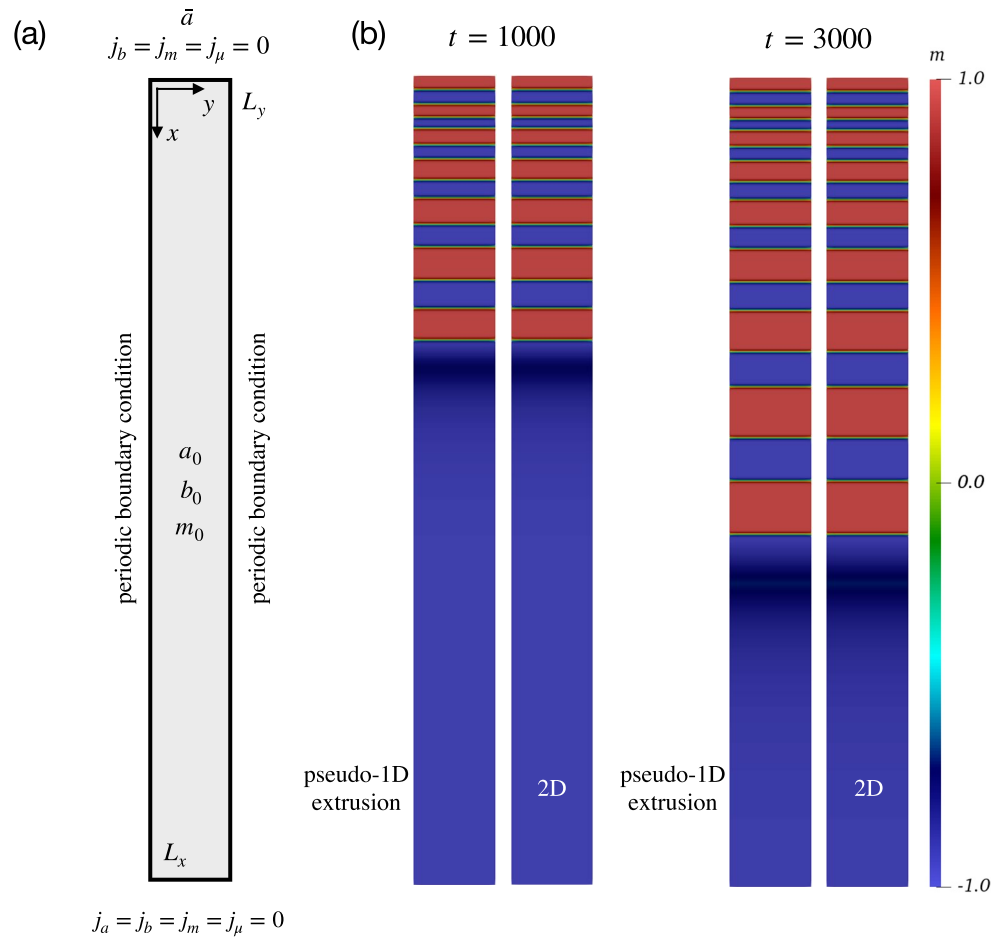 (a)
ā
j_b = j_m = j_μ = 0
y
x
L_y
periodic boundary condition
a_0
b_0
m_0
periodic boundary condition
L_x
j_a = j_b = j_m = j_μ = 0
(b)
t = 1000
t = 3000
pseudo-1D
extrusion
2D
pseudo-1D
extrusion
2D
m
1.0
0.0
-1.0